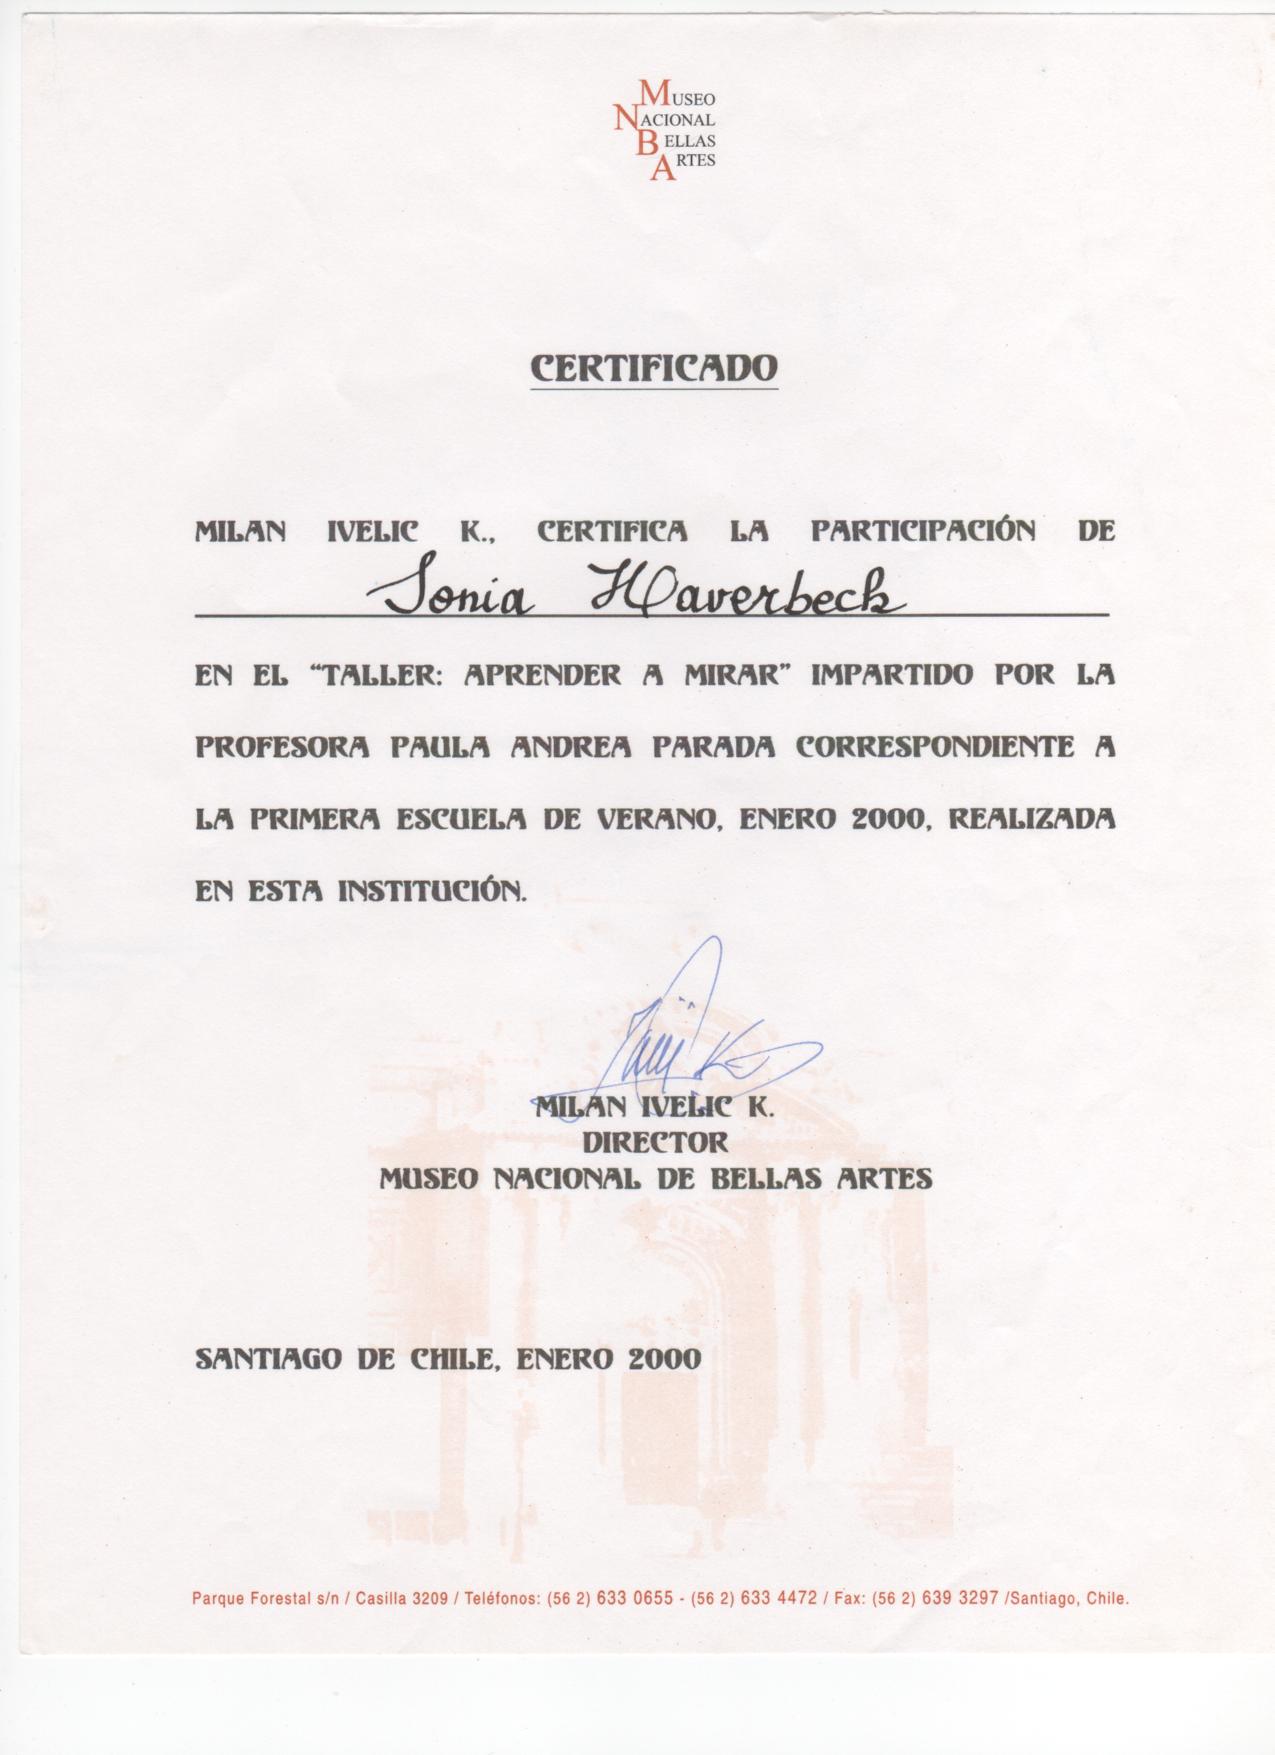 MUSEO
NACIONAL
BELLAS
ARTES
CERTIFICADO
MILAN IVELIC K., CERTIFICA LA PARTICIPACIÓN DE
Sonia Haverbeck
EN EL “TALLER: APRENDER A MIRAR” IMPARTIDO POR LA
PROFESORA PAULA ANDREA PARADA CORRESPONDIENTE A
LA PRIMERA ESCUELA DE VERANO, ENERO 2000, REALIZADA
EN ESTA INSTITUCIÓN.
MILAN IVELIC K.
DIRECTOR
MUSEO NACIONAL DE BELLAS ARTES
SANTIAGO DE CHILE, ENERO 2000
Parque Forestal s/n / Casilla 3209 / Teléfonos: (56 2) 633 0655 - (56 2) 633 4472 / Fax: (56 2) 639 3297 /Santiago, Chile.